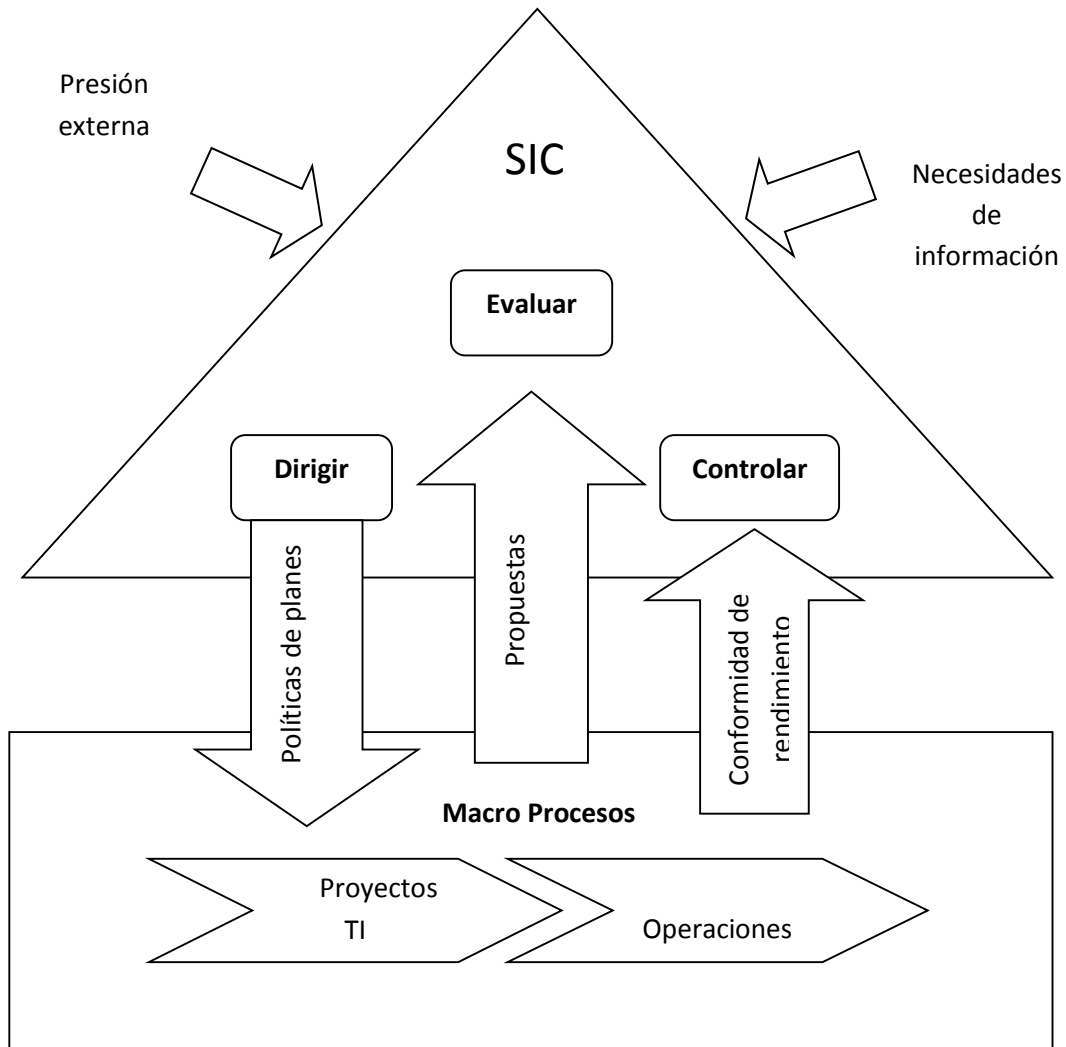 Presión
externa
SIC
Necesidades
de
información
Evaluar
Dirigir
Controlar
Políticas de planes
Propuestas
Conformidad de
rendimiento
Macro Procesos
Proyectos
TI
Operaciones